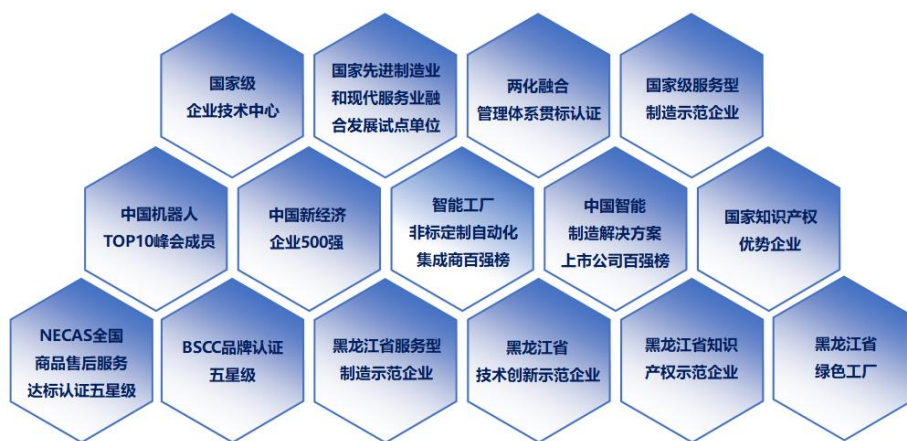 国家级
企业技术中心
国家先进制造业
和现代服务业融
合发展试点单位
两化融合
管理体系贯标认证
国家级服务型
制造示范企业
中国机器人
TOP10峰会成员
中国新经济
企业500强
智能工厂
非标定制自动化
集成商百强榜
中国智能
制造解决方案
上市公司百强榜
国家知识产权
优势企业
NECAS全国
商品售后服务
达标认证五星级
BSCC品牌认证
五星级
黑龙江省服务型
制造示范企业
黑龙江省
技术创新示范企业
黑龙江省知识
产权示范企业
黑龙江省
绿色工厂